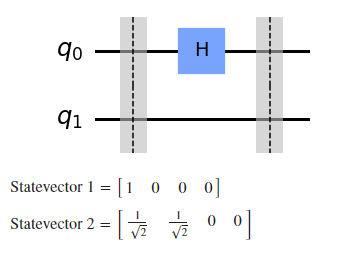 q₀ H
q₁
Statevector 1 = [1 0 0 0]
Statevector 2 = [1/√2 1/√2 0 0]